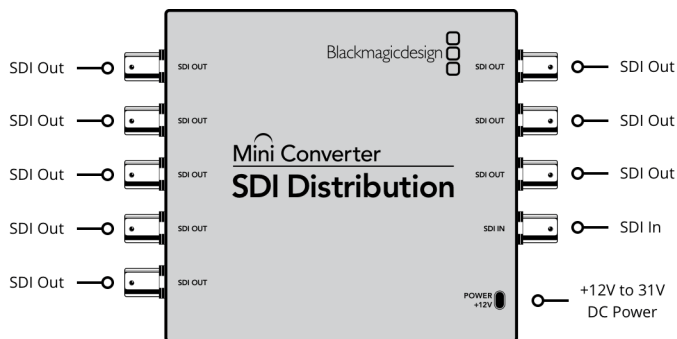 Blackmagicdesign
SDI Out SDI OUT SDI OUT SDI Out
SDI Out SDI OUT SDI OUT SDI Out
Mini Converter
SDI Out SDI OUT SDI Distribution SDI OUT SDI Out
SDI Out SDI OUT SDI IN SDI In
SDI Out SDI OUT
POWER
+12V
+12V to 31V
DC Power